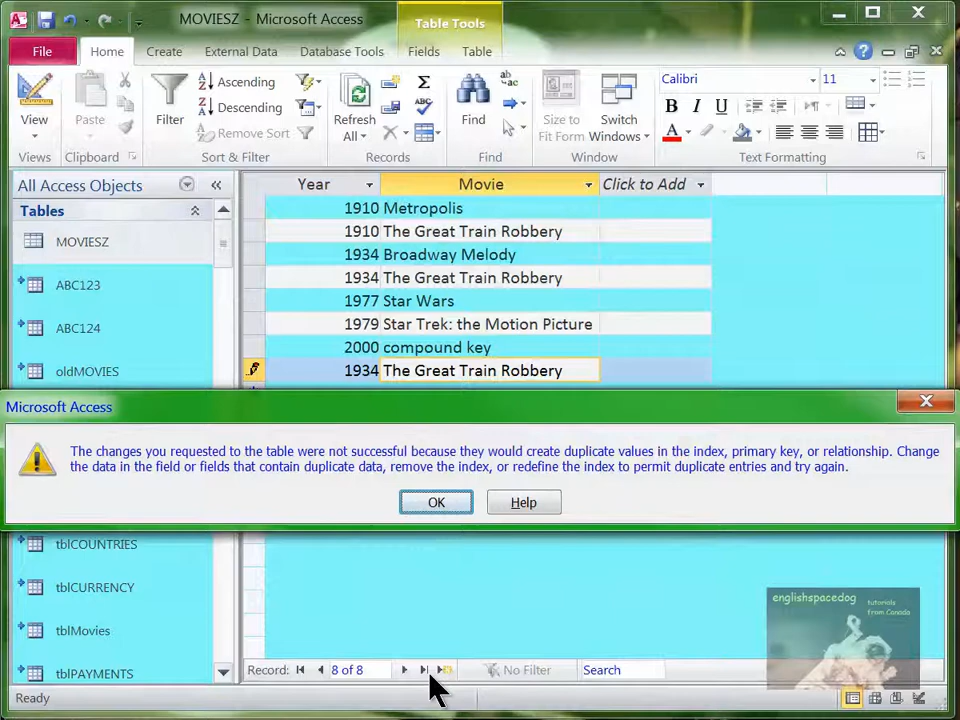 MOVIESZ - Microsoft Access
Table Tools
File Home Create External Data Database Tools Fields Table
View Paste Filter Ascending Descending Remove Sort Refresh All Find Size to Fit Form Switch Windows Calibri 11
B I U
A
Views Clipboard Sort & Filter Records Find Window Text Formatting
All Access Objects
Tables
MOVIESZ
ABC123
ABC124
oldMOVIES
Year Movie Click to Add
1910 Metropolis
1910 The Great Train Robbery
1934 Broadway Melody
1934 The Great Train Robbery
1977 Star Wars
1979 Star Trek: the Motion Picture
2000 compound key
1934 The Great Train Robbery
Microsoft Access
The changes you requested to the table were not successful because they would create duplicate values in the index, primary key, or relationship. Change
the data in the field or fields that contain duplicate data, remove the index, or redefine the index to permit duplicate entries and try again.
OK Help
tblCOUNTRIES
tblCURRENCY
tblMovies
tblPAYMENTS
englishspacedog
tutorials
from Canada
Record: 8 of 8 No Filter Search
Ready